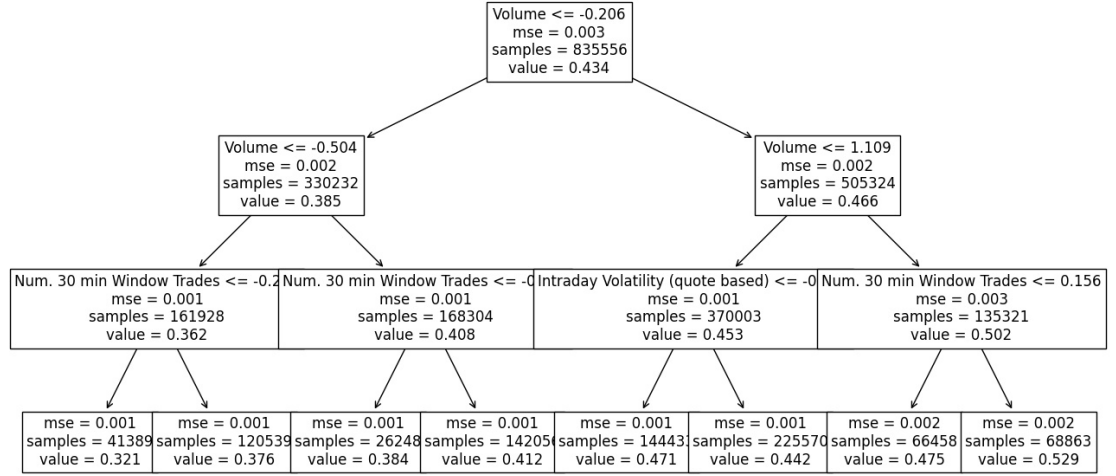 Volume <= -0.206
mse = 0.003
samples = 835556
value = 0.434
Volume <= -0.504
mse = 0.002
samples = 330232
value = 0.385
Volume <= 1.109
mse = 0.002
samples = 505324
value = 0.466
Num. 30 min Window Trades <= -0.2
mse = 0.001
samples = 161928
value = 0.362
Num. 30 min Window Trades <= -0
mse = 0.001
samples = 168304
value = 0.408
Intraday Volatility (quote based) <= -0
mse = 0.001
samples = 370003
value = 0.453
Num. 30 min Window Trades <= 0.156
mse = 0.003
samples = 135321
value = 0.502
mse = 0.001
samples = 41389
value = 0.321
mse = 0.001
samples = 120539
value = 0.376
mse = 0.001
samples = 26248
value = 0.384
mse = 0.001
samples = 142056
value = 0.412
mse = 0.001
samples = 144433
value = 0.471
mse = 0.001
samples = 225570
value = 0.442
mse = 0.002
samples = 66458
value = 0.475
mse = 0.002
samples = 68863
value = 0.529